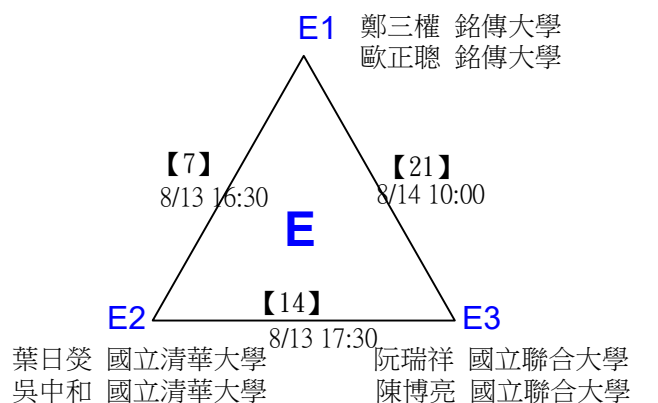 E1 鄭三權 銘傳大學
歐正聰 銘傳大學
【7】
8/13 16:30
【21】
8/14 10:00
E
【14】
8/13 17:30
E2
葉日熒 國立清華大學
吳中和 國立清華大學
E3
阮瑞祥 國立聯合大學
陳博亮 國立聯合大學